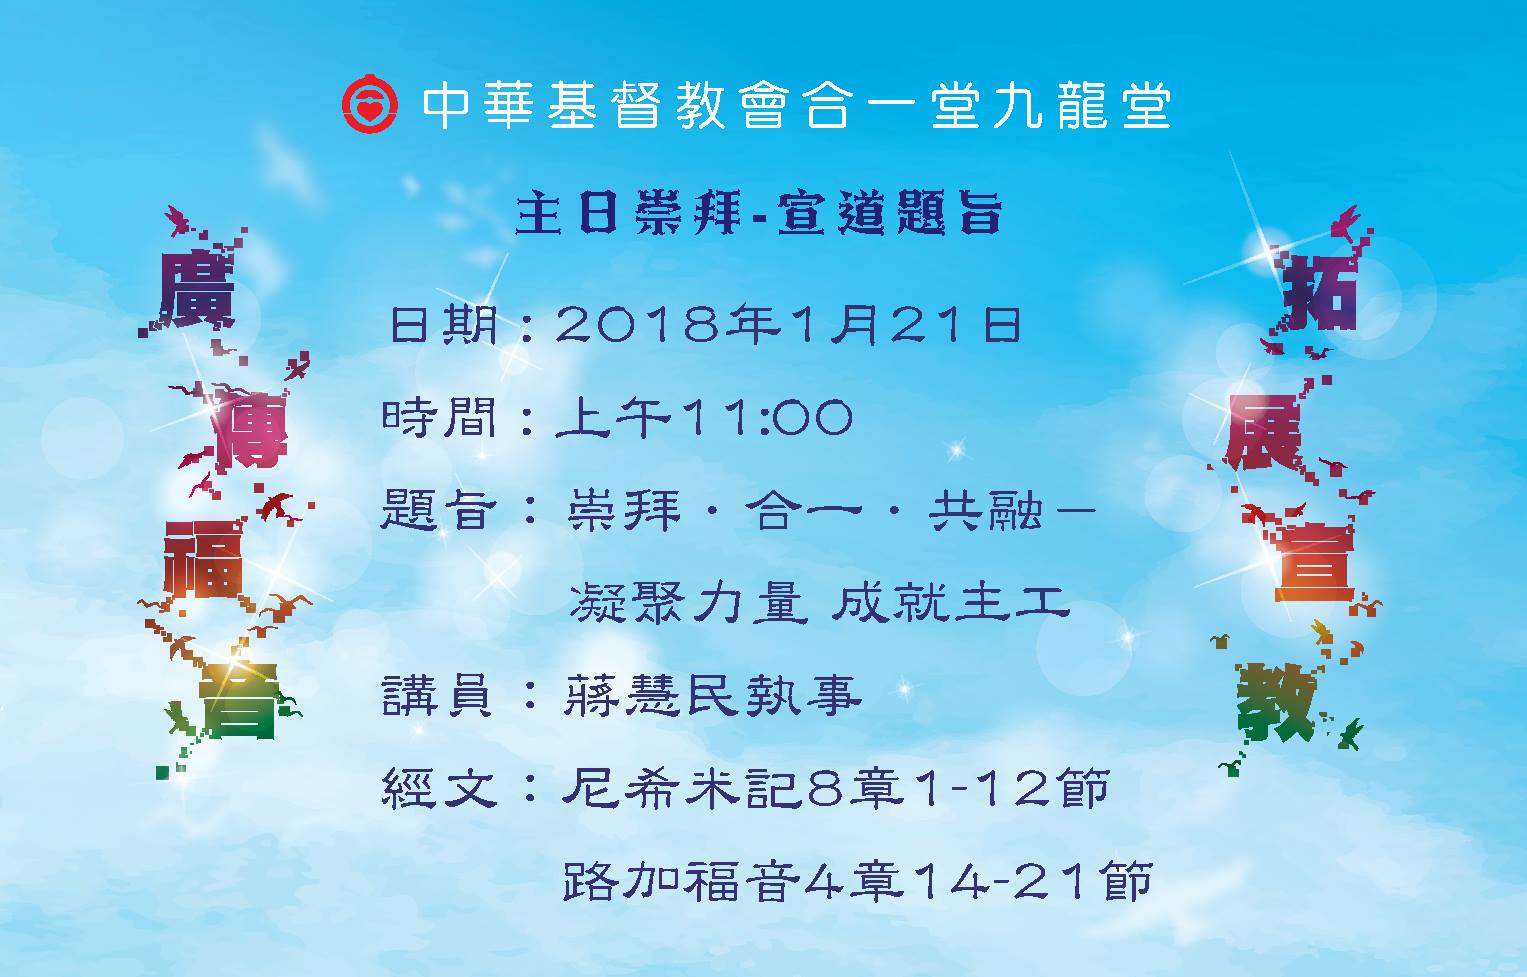 中華基督教會合一堂九龍堂
主日崇拜-宣道題旨
日期：2018年1月21日
時間：上午11:00
題旨：崇拜·合一·共融－
凝聚力量 成就主工
講員：蔣慧民執事
經文：尼希米記8章1-12節
路加福音4章14-21節
廣傳福音
拓展宣教